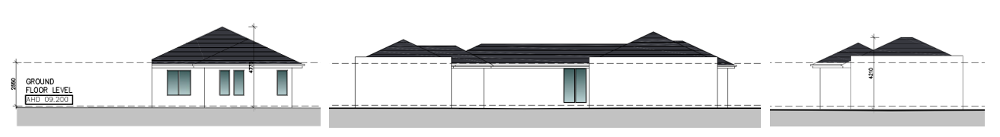 2550
GROUND
FLOOR LEVEL
AHD 09.200
4770
4210